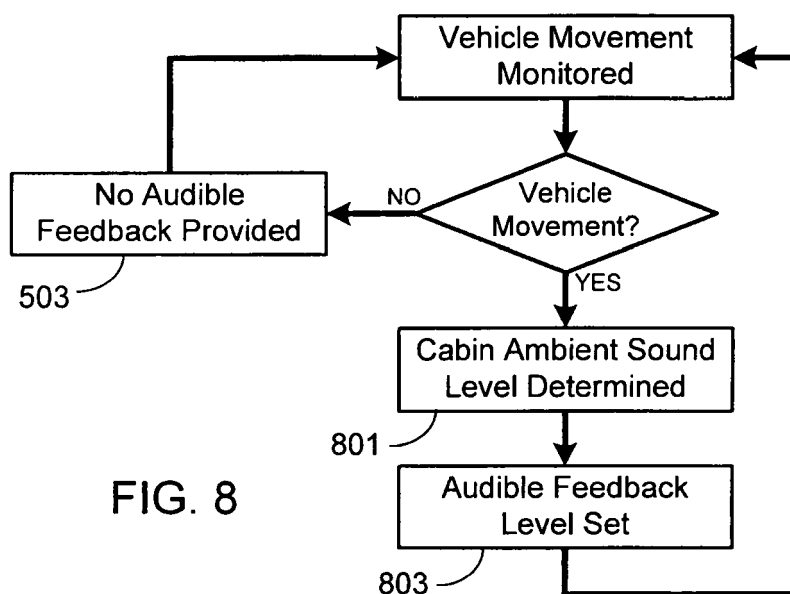 Vehicle Movement
Monitored
No Audible
Feedback Provided
503
NO
Vehicle
Movement?
YES
Cabin Ambient Sound
Level Determined
801
Audible Feedback
Level Set
803
FIG. 8